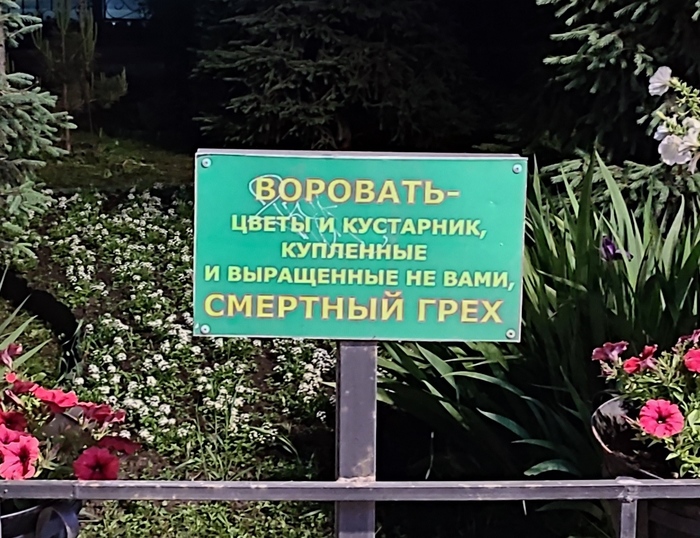 ВОРОВАТЬ-
ЦВЕТЫ И КУСТАРНИК,
КУПЛЕННЫЕ
И ВЫРАЩЕННЫЕ НЕ ВАМИ,
СМЕРТНЫЙ ГРЕХ